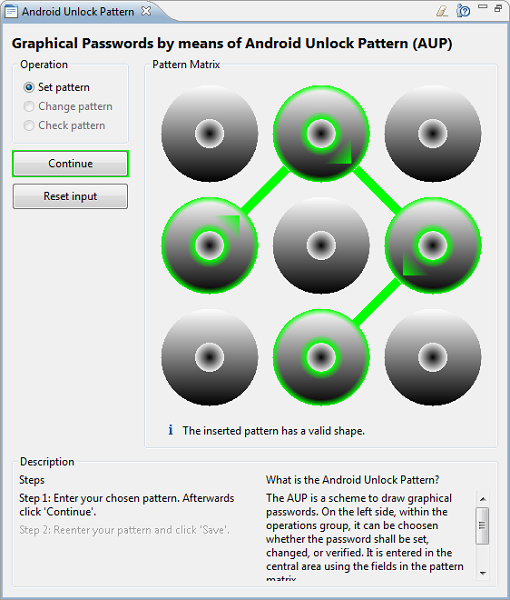 Android Unlock Pattern
Graphical Passwords by means of Android Unlock Pattern (AUP)
Operation
Set pattern
Change pattern
Check pattern
Continue
Reset input
Pattern Matrix
The inserted pattern has a valid shape.
Description
Steps
Step 1: Enter your chosen pattern. Afterwards
click 'Continue'.
Step 2: Reenter your pattern and click 'Save'.
What is the Android Unlock Pattern?
The AUP is a scheme to draw graphical
passwords. On the left side, within the
operations group, it can be choosen
whether the password shall be set,
changed, or verified. It is entered in the
central area using the fields in the pattern
matrix